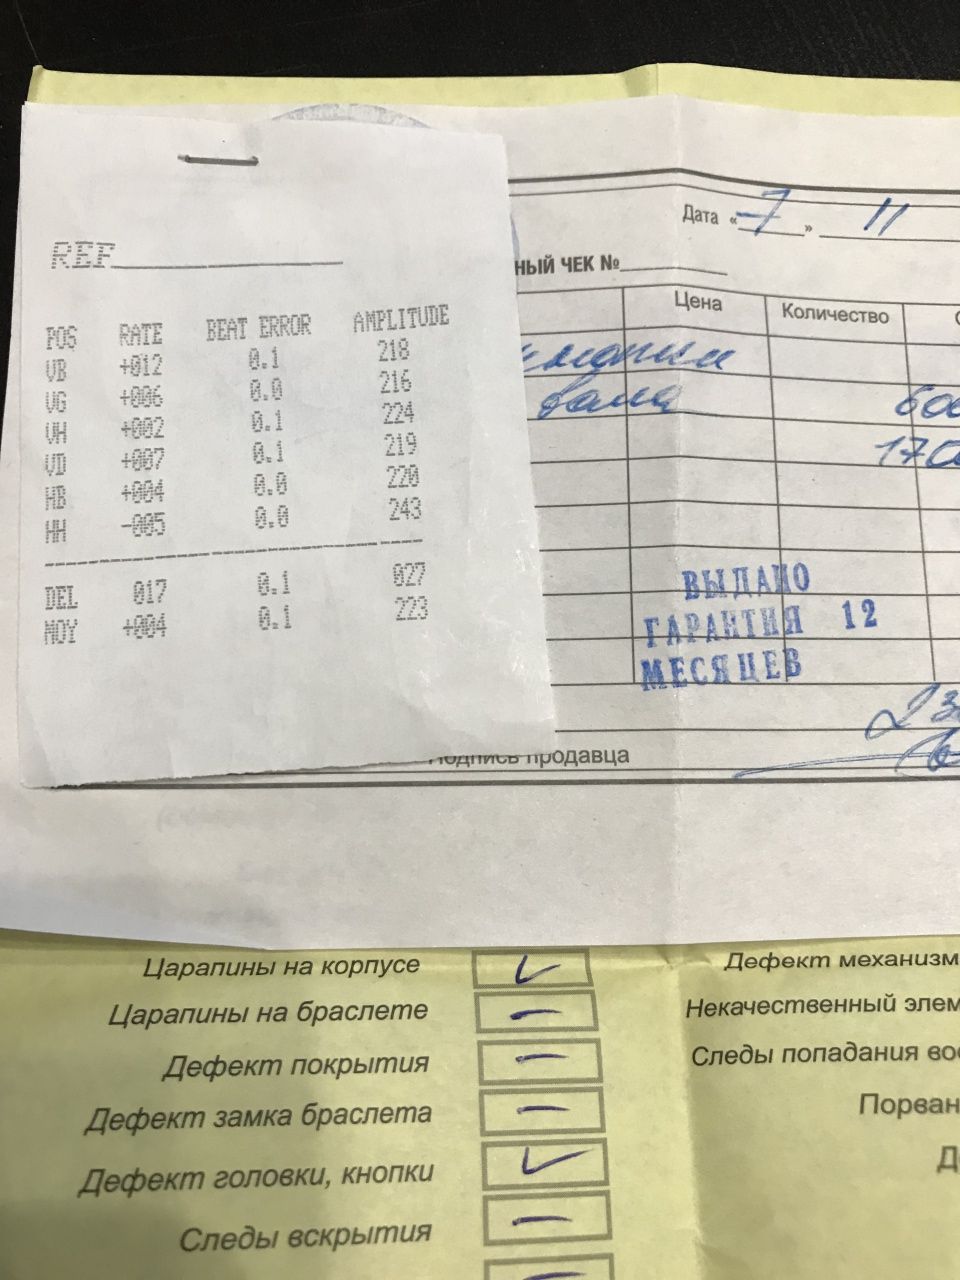 REF
POS RATE BEAT ERROR AMPLITUDE
VB +012 0.1 218
VG +006 0.0 216
VH +002 0.1 224
VD +007 0.1 219
HB +004 0.0 220
HH -005 0.0 243
DEL 017 0.1 027
MOY +004 0.1 223
Дата « 7 » 11
НЫЙ ЧЕК №
Цена Количество
вала
ВЫДАНО
ГАРАНТИЯ 12
МЕСЯЦЕВ
Подпись продавца
Царапины на корпусе
Царапины на браслете
Дефект покрытия
Дефект замка браслета
Дефект головки, кнопки
Следы вскрытия
Дефект механизм
Некачественный элем
Следы попадания во
Порван